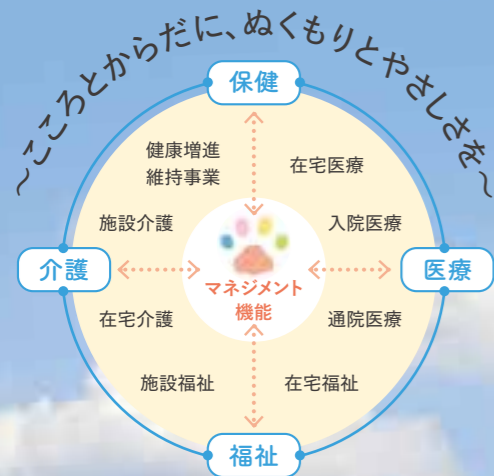 ～こころとからだに、ぬくもりとやさしさを～
保健
健康増進
維持事業
在宅医療
施設介護
入院医療
介護
マネジメント
機能
医療
在宅介護
通院医療
施設福祉
在宅福祉
福祉